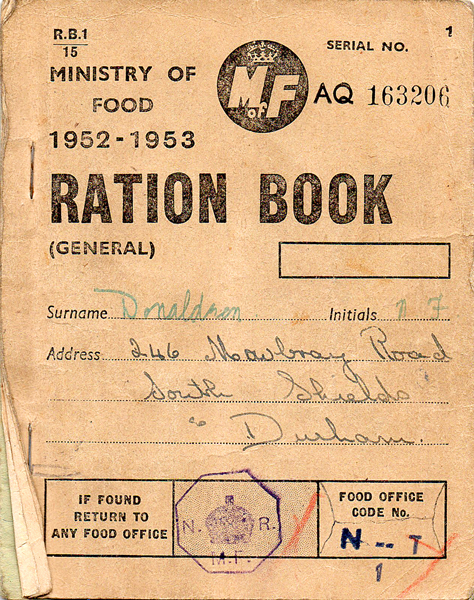 R.B.1
15
MINISTRY OF
FOOD
1952-1953
M of F
SERIAL NO.
1
AQ 163206
RATION BOOK
(GENERAL)
Surname Donaldson Initials F
Address 246 Mowbray Road
South Shields
Co Durham.
IF FOUND
RETURN TO
ANY FOOD OFFICE
N. R.
M.F.
FOOD OFFICE
CODE No.
N -- T
1